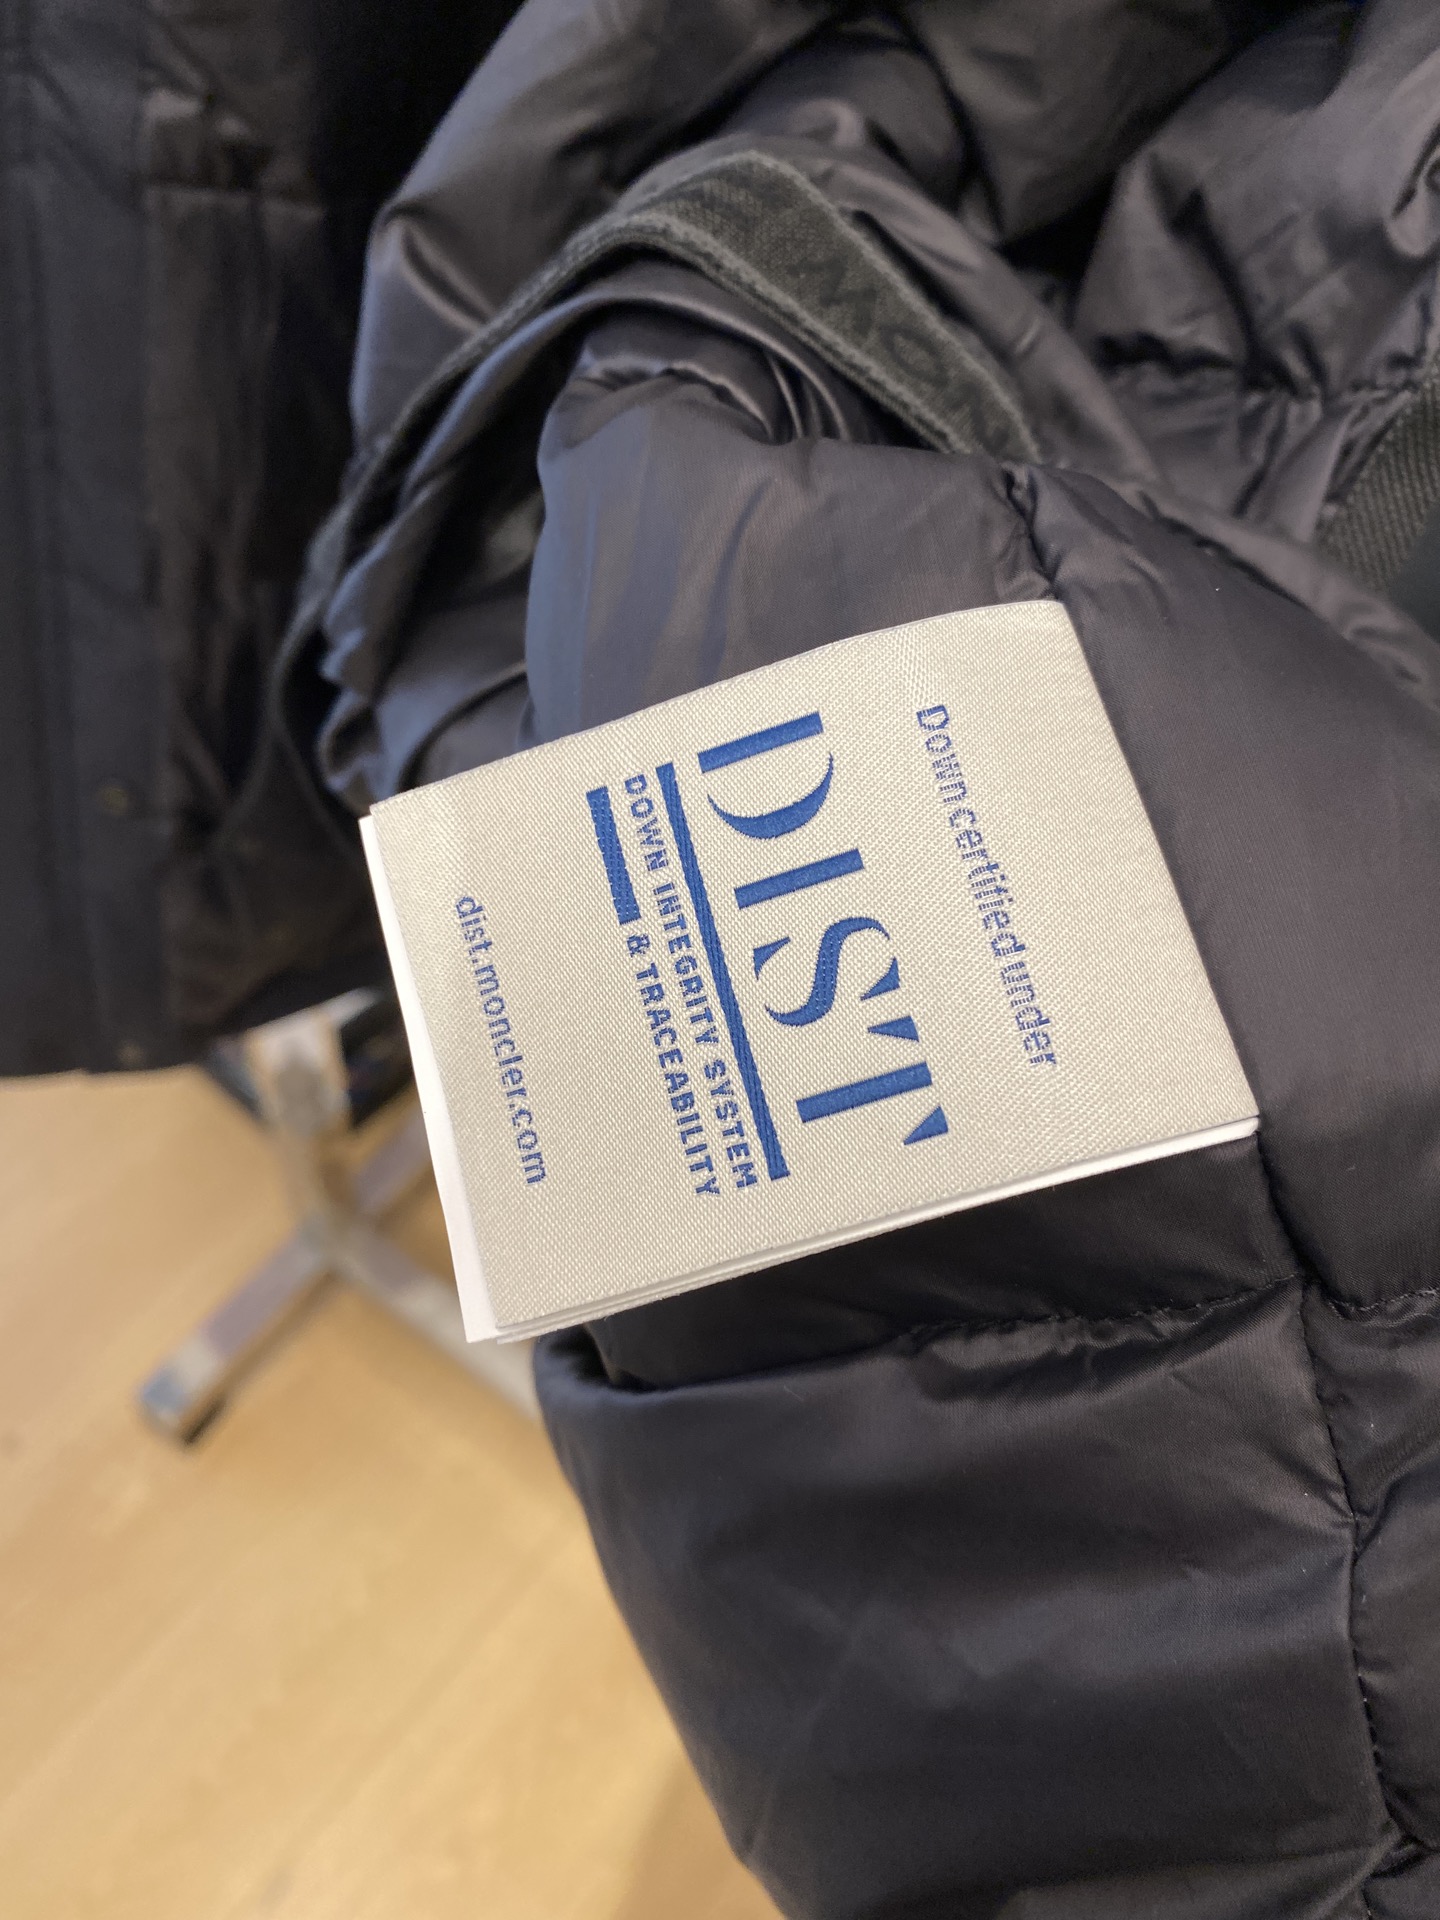 Down certified under
DIST
DOWN INTEGRITY SYSTEM
& TRACEABILITY
dist.moncler.com